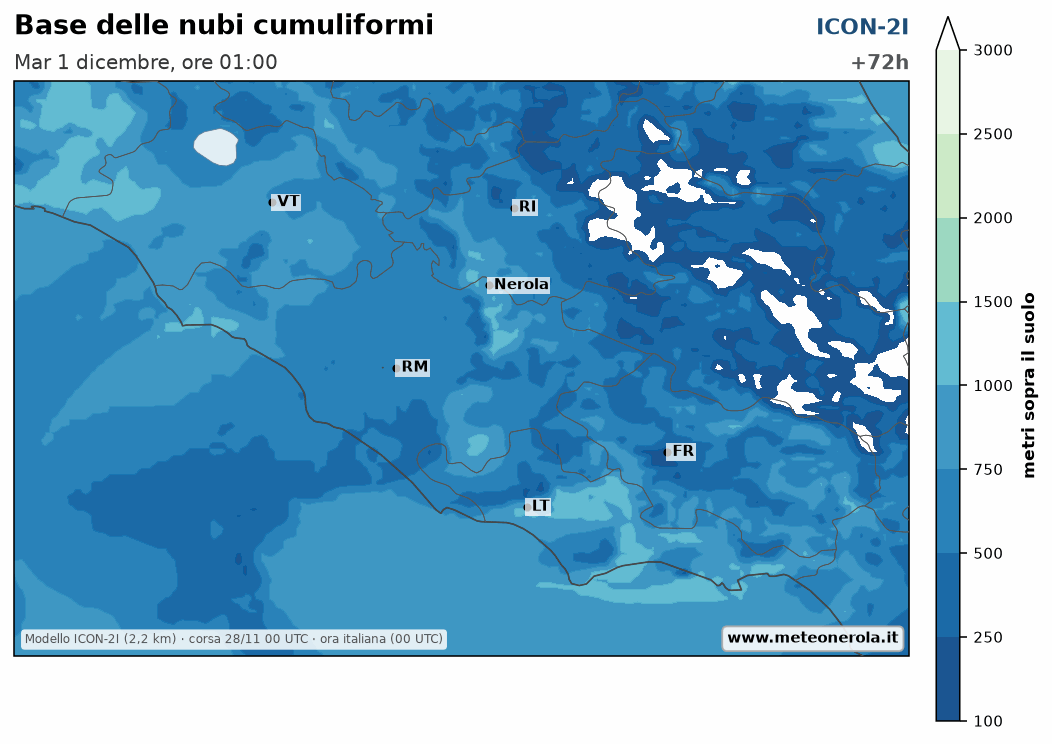 Base delle nubi cumuliformi
ICON-2I
Mar 1 dicembre, ore 01:00
+72h
3000
2500
2000
1500
1000
750
500
250
100
metri sopra il suolo
VT
RI
Nerola
RM
FR
LT
Modello ICON-2I (2,2 km) · corsa 28/11 00 UTC · ora italiana (00 UTC)
www.meteonerola.it